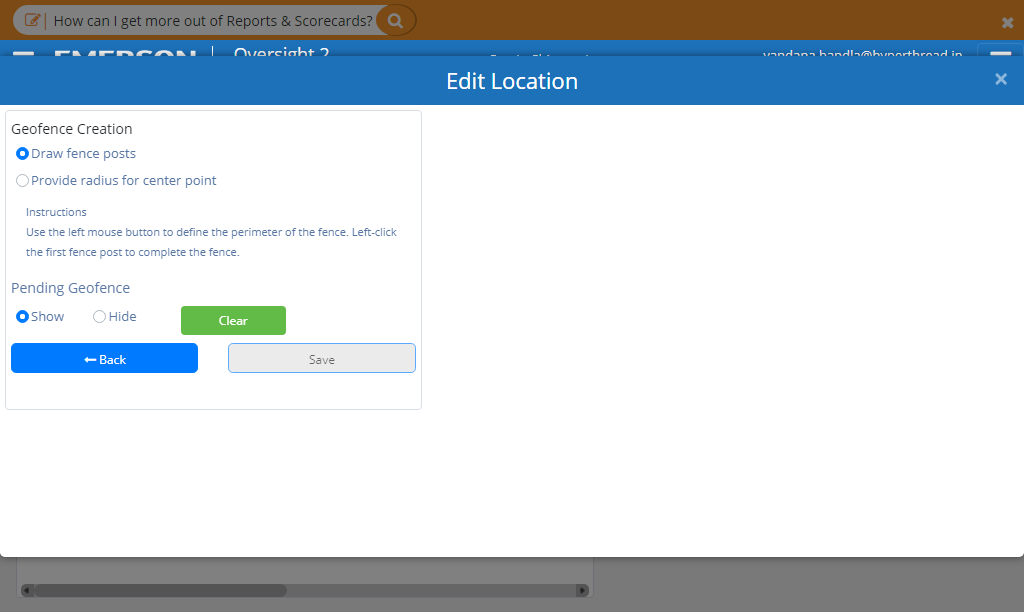 How can I get more out of Reports & Scorecards?
EMERSON
Oversight 2
vandana.bandla@hyperthread.in
Edit Location
Geofence Creation
Draw fence posts
Provide radius for center point
Instructions
Use the left mouse button to define the perimeter of the fence. Left-click
the first fence post to complete the fence.
Pending Geofence
Show
Hide
Clear
Back
Save